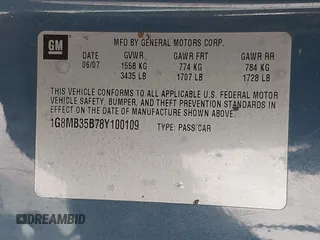 GM
MFD BY GENERAL MOTORS CORP.
DATE GVWR GAWR FRT GAWR RR
06/07 1558 KG 774 KG 784 KG
3435 LB 1707 LB 1728 LB
THIS VEHICLE CONFORMS TO ALL APPLICABLE U.S. FEDERAL MOTOR
VEHICLE SAFETY, BUMPER, AND THEFT PREVENTION STANDARDS IN
EFFECT ON THE DATE OF MANUFACTURE SHOWN ABOVE.
1G8MB35B78Y100109
TYPE: PASS CAR
DREAMBID